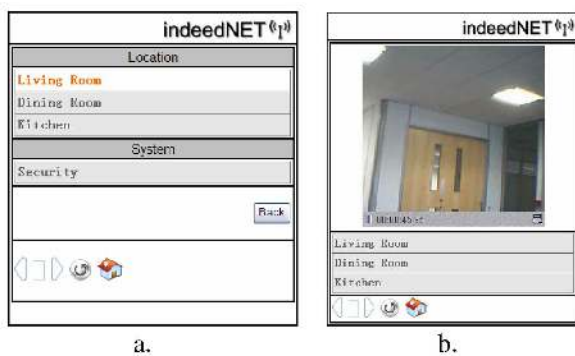 indeedNET
Location
Living Room
Dining Room
Kitchen
System
Security
Back
a.
indeedNET
Living Room
Dining Room
Kitchen
b.